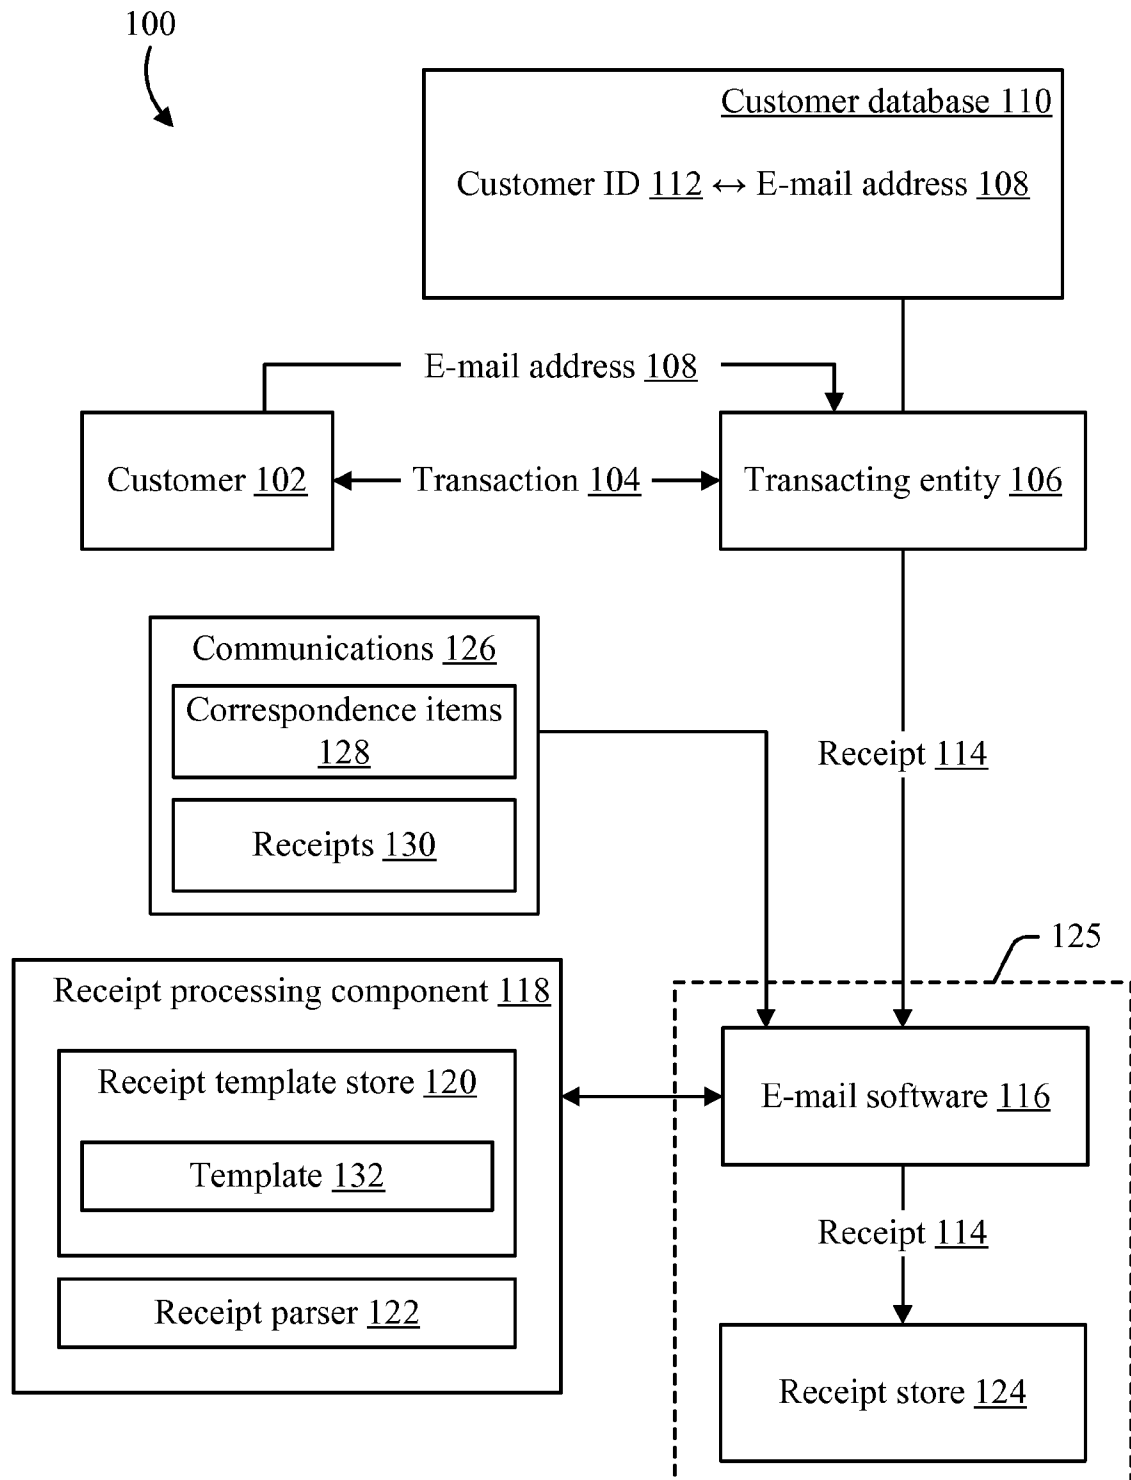 100
Customer database 110
Customer ID 112 ↔ E-mail address 108
E-mail address 108
Customer 102
Transaction 104
Transacting entity 106
Communications 126
Correspondence items
128
Receipts 130
Receipt 114
125
Receipt processing component 118
Receipt template store 120
Template 132
Receipt parser 122
E-mail software 116
Receipt 114
Receipt store 124